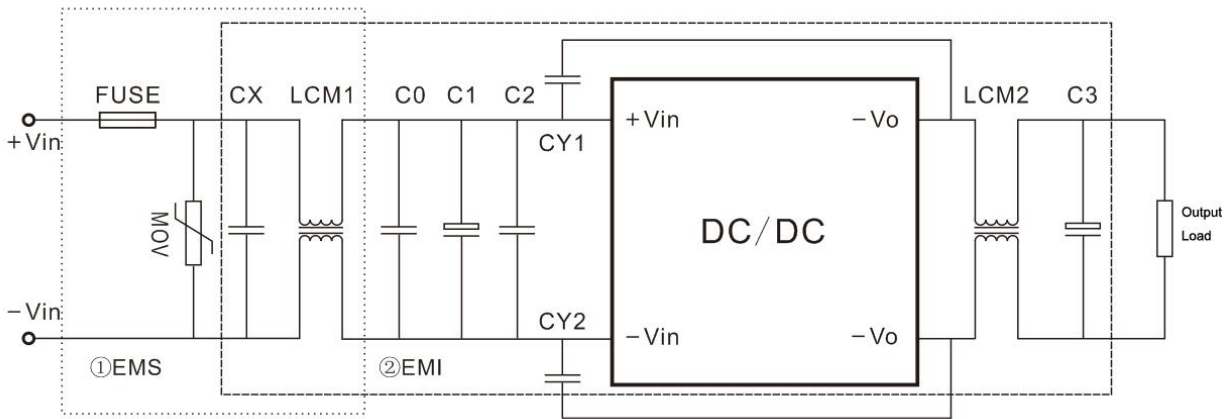 FUSE
CX
LCM1
C0
C1
C2
LCM2
C3
+Vin
CY1
+Vin
−Vo
MOV
DC/DC
Output
Load
−Vin
CY2
−Vin
−Vo
①EMS
②EMI